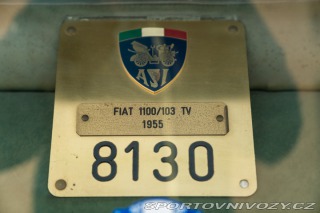 ASI
FIAT 1100/103 TV
1955
8130
SPORTOVNIVOZY.CZ